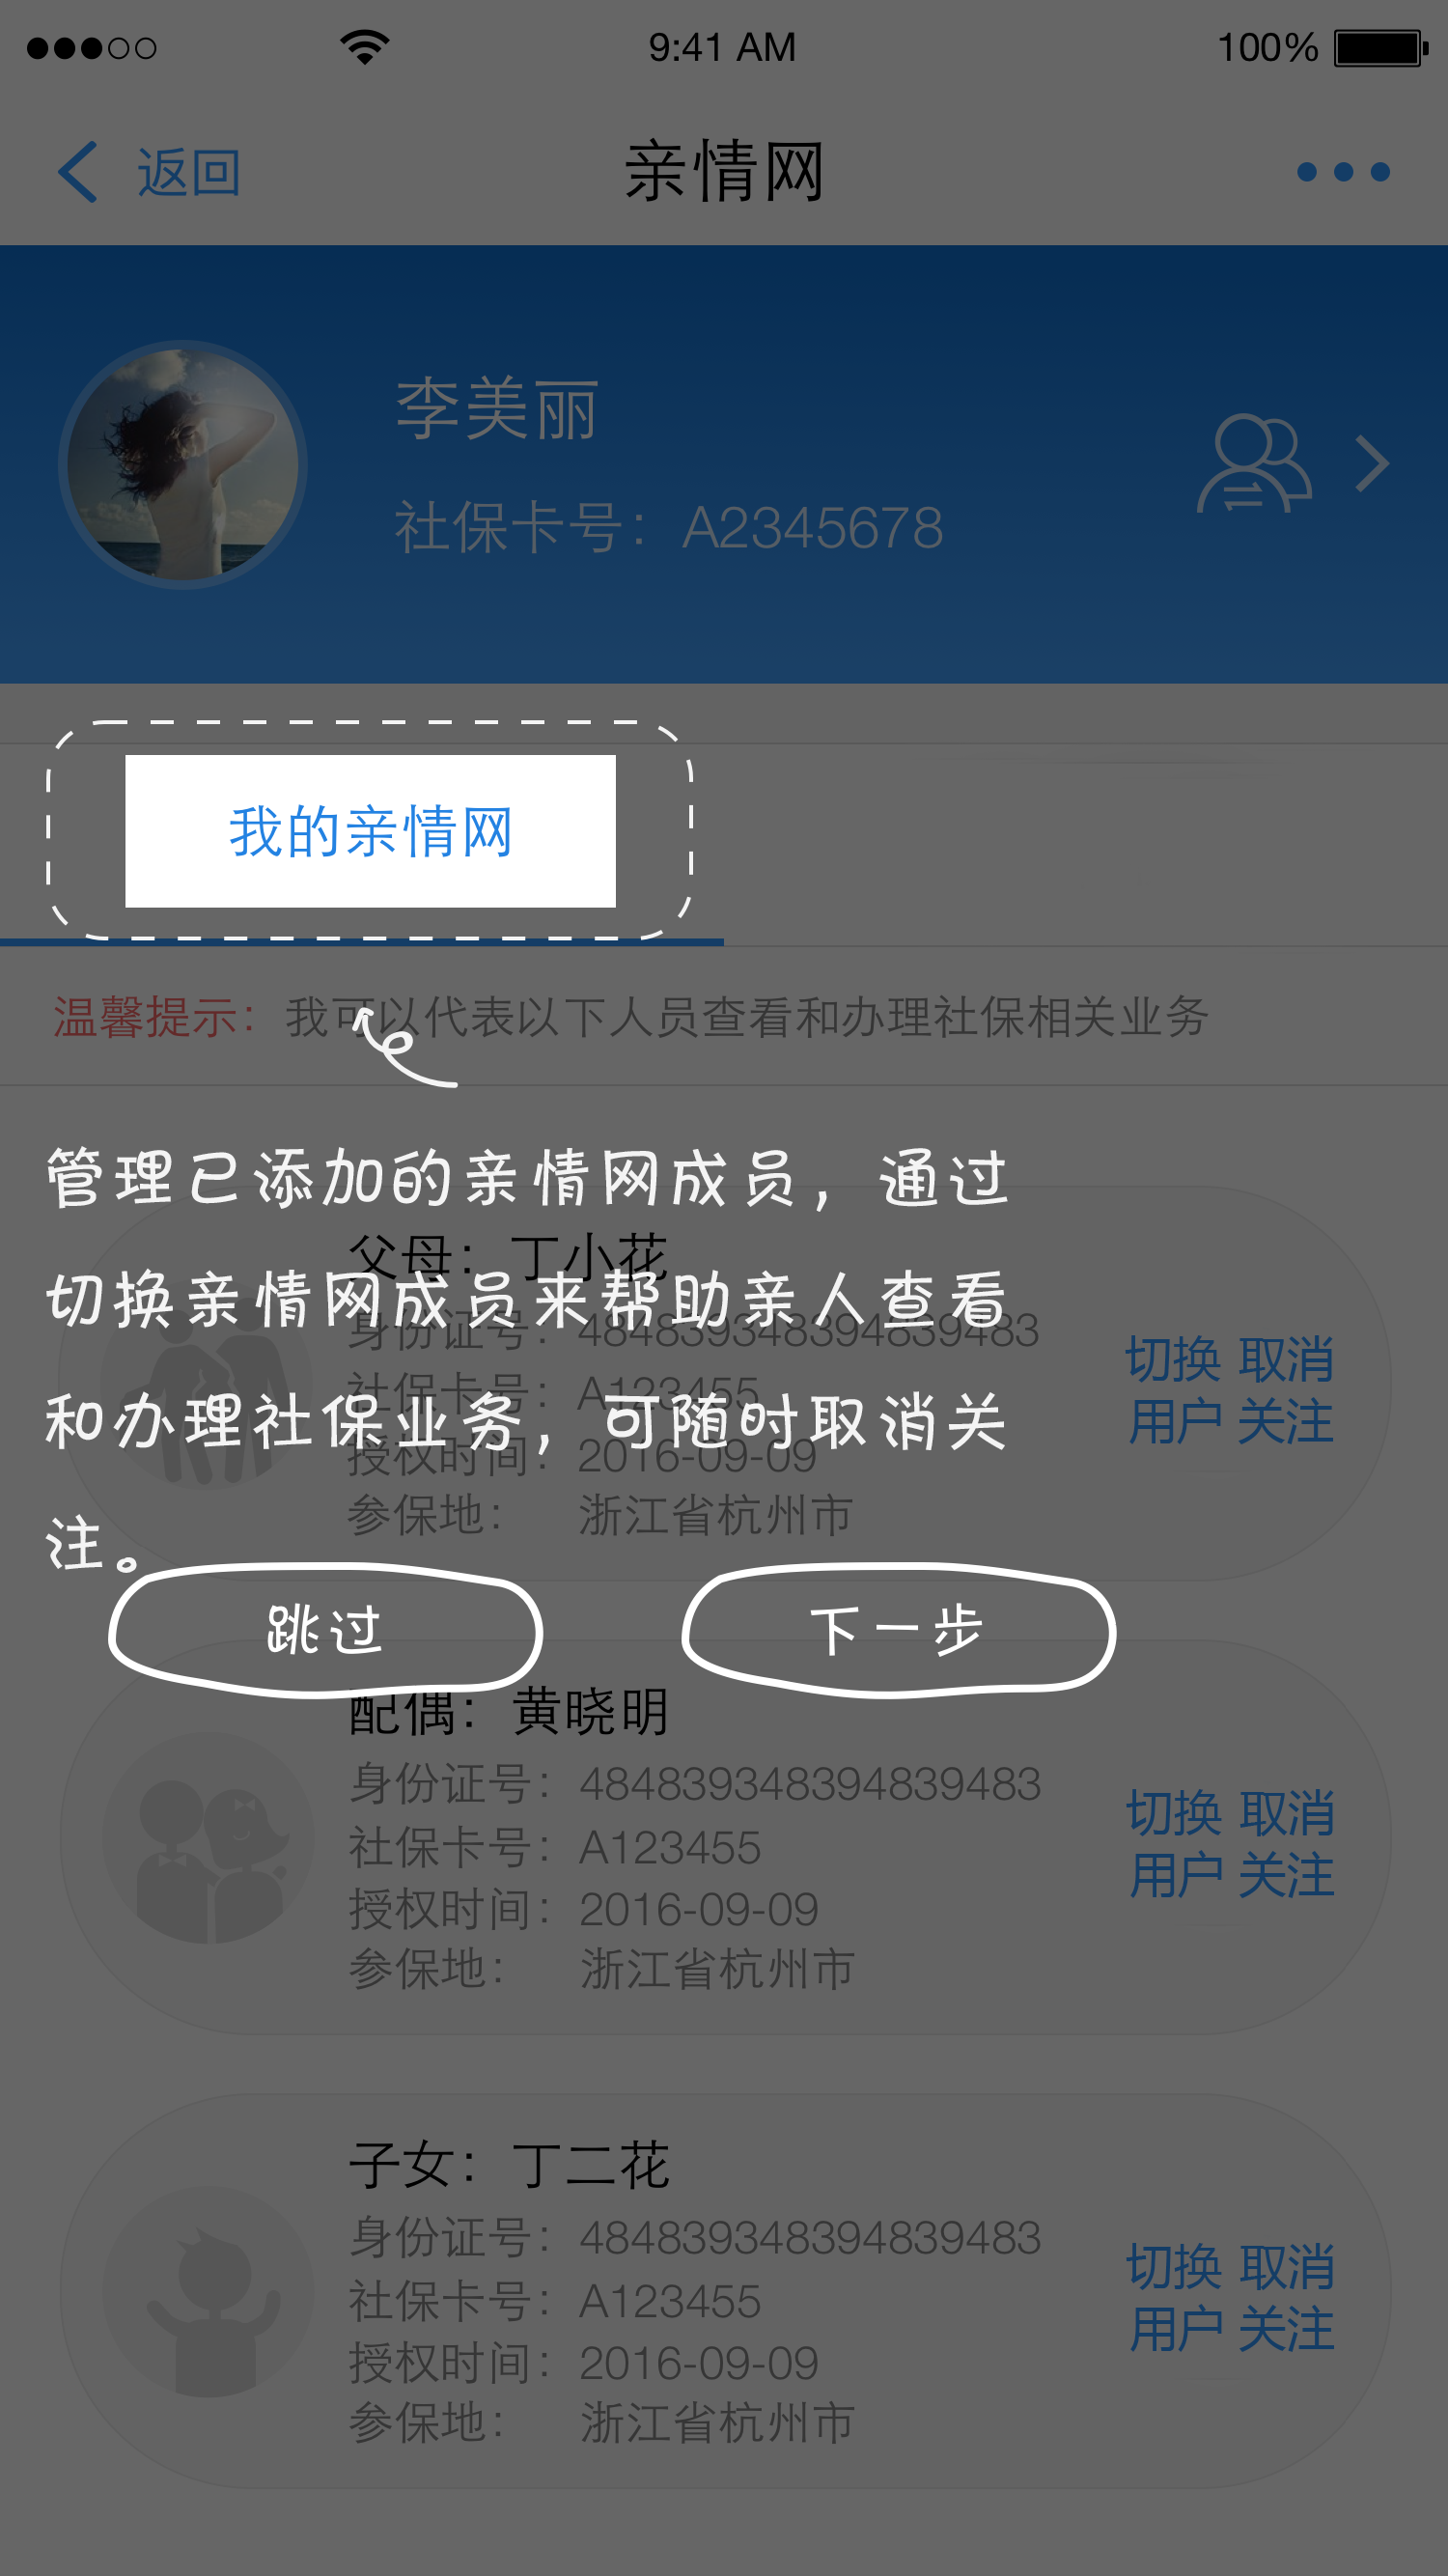 9:41 AM
100%
返回
亲情网
李美丽
社保卡号：A2345678
我的亲情网
温馨提示：我可以代表以下人员查看和办理社保相关业务
管理已添加的亲情网成员，通过
切换亲情网成员来帮助亲人查看
和办理社保业务，可随时取消关
注。
父母：丁小花
身份证号：484839348394839483
社保卡号：A123455
授权时间：2016-09-09
参保地：浙江省杭州市
切换 取消
用户 关注
跳过
下一步
配偶：黄晓明
身份证号：484839348394839483
社保卡号：A123455
授权时间：2016-09-09
参保地：浙江省杭州市
切换 取消
用户 关注
子女：丁二花
身份证号：484839348394839483
社保卡号：A123455
授权时间：2016-09-09
参保地：浙江省杭州市
切换 取消
用户 关注